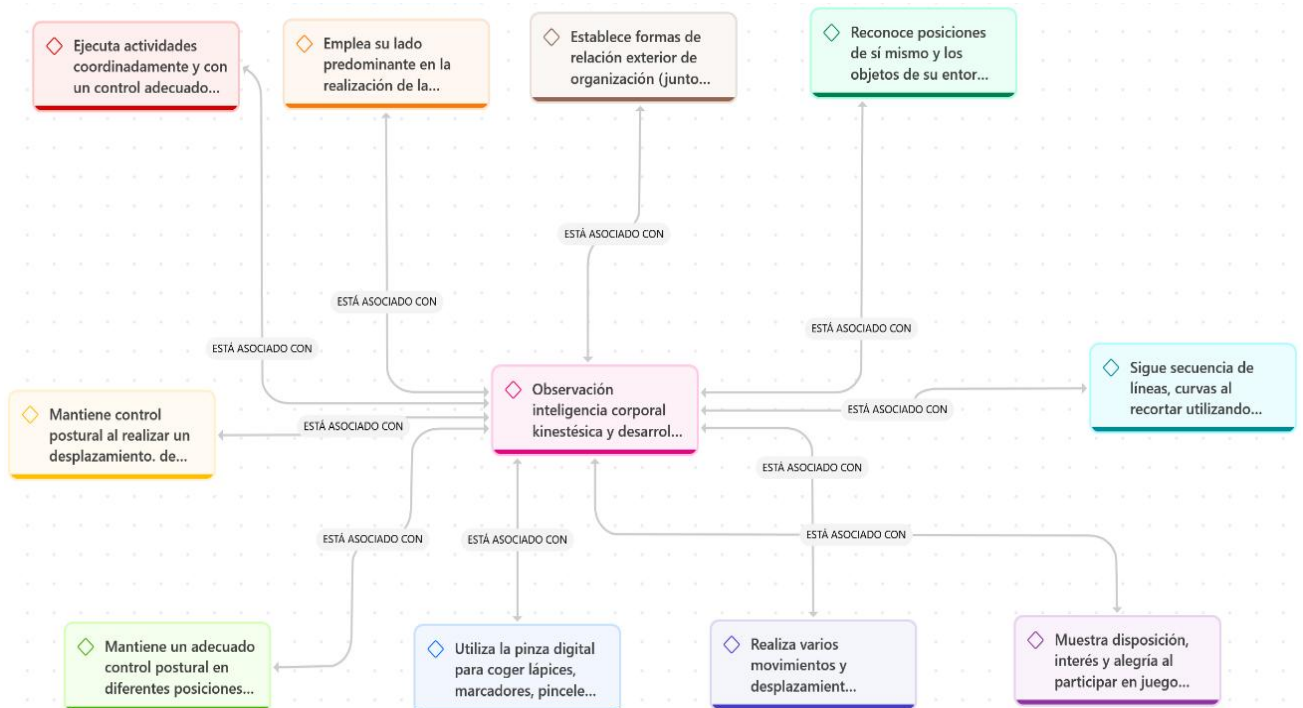 Ejecuta actividades
coordinadamente y con
un control adecuado...
Emplea su lado
predominante en la
realización de la...
Establece formas de
relación exterior de
organización (junto...
Reconoce posiciones
de sí mismo y los
objetos de su entor...
ESTÁ ASOCIADO CON
ESTÁ ASOCIADO CON
ESTÁ ASOCIADO CON
ESTÁ ASOCIADO CON
Sigue secuencia de
líneas, curvas al
recortar utilizando...
Observación
inteligencia corporal
kinestésica y desarrol...
Mantiene control
postural al realizar un
desplazamiento. de...
ESTÁ ASOCIADO CON
ESTÁ ASOCIADO CON
ESTÁ ASOCIADO CON
ESTÁ ASOCIADO CON
ESTÁ ASOCIADO CON
ESTÁ ASOCIADO CON
Mantiene un adecuado
control postural en
diferentes posiciones...
Utiliza la pinza digital
para coger lápices,
marcadores, pincele...
Realiza varios
movimientos y
desplazamient...
Muestra disposición,
interés y alegría al
participar en juego...